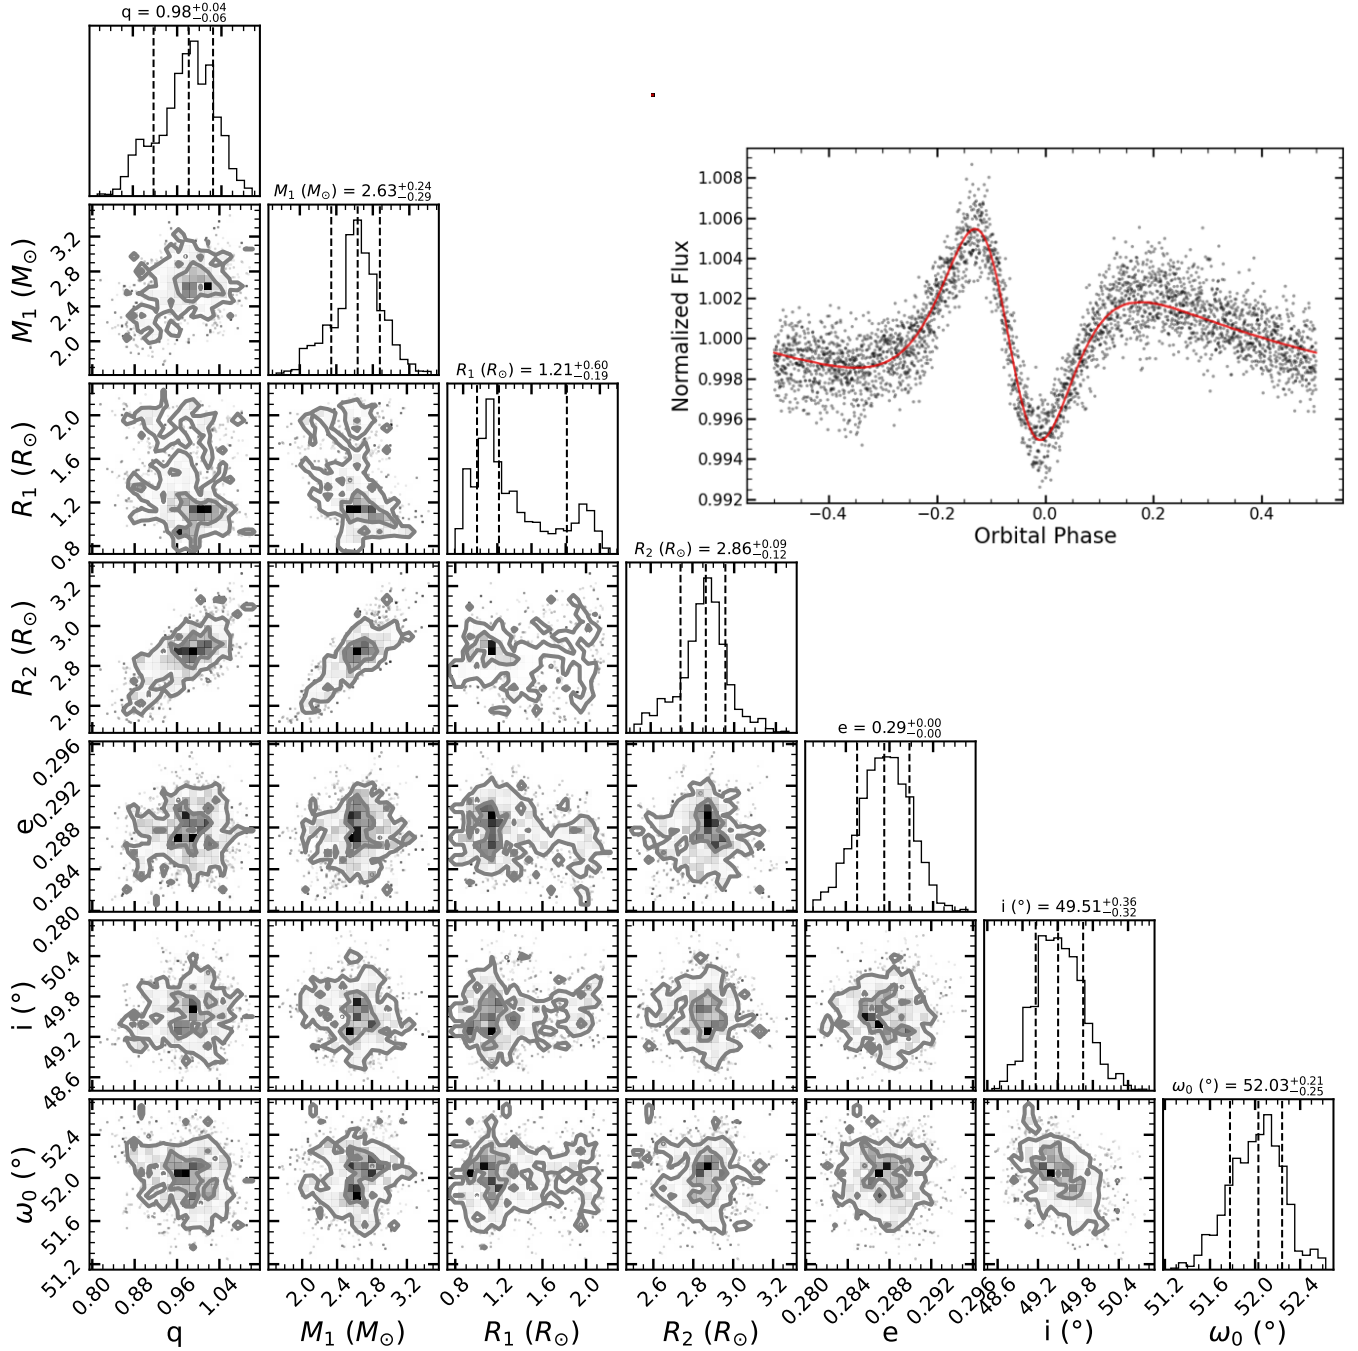 q = 0.98+0.04−0.06
M1 (M⊙) = 2.63+0.24−0.29
R1 (R⊙) = 1.21+0.60−0.19
R2 (R⊙) = 2.86+0.09−0.12
e = 0.29+0.00−0.00
i (°) = 49.51+0.36−0.32
ω0 (°) = 52.03+0.21−0.25
M1 (M⊙)
3.2
2.8
2.4
2.0
R1 (R⊙)
2.0
1.6
1.2
0.8
R2 (R⊙)
3.2
3.0
2.8
2.6
e
0.296
0.292
0.288
0.284
0.280
i (°)
50.4
49.8
49.2
48.6
ω0 (°)
52.4
52.0
51.6
51.2
0.80 0.88 0.96 1.04
2.0 2.4 2.8 3.2
0.8 1.2 1.6 2.0
2.6 2.8 3.0 3.2
0.280 0.284 0.288 0.292 0.296
48.6 49.2 49.8 50.4
51.2 51.6 52.0 52.4
q
M1 (M⊙)
R1 (R⊙)
R2 (R⊙)
e
i (°)
ω0 (°)
Normalized Flux
1.008
1.006
1.004
1.002
1.000
0.998
0.996
0.994
0.992
−0.4 −0.2 0.0 0.2 0.4
Orbital Phase